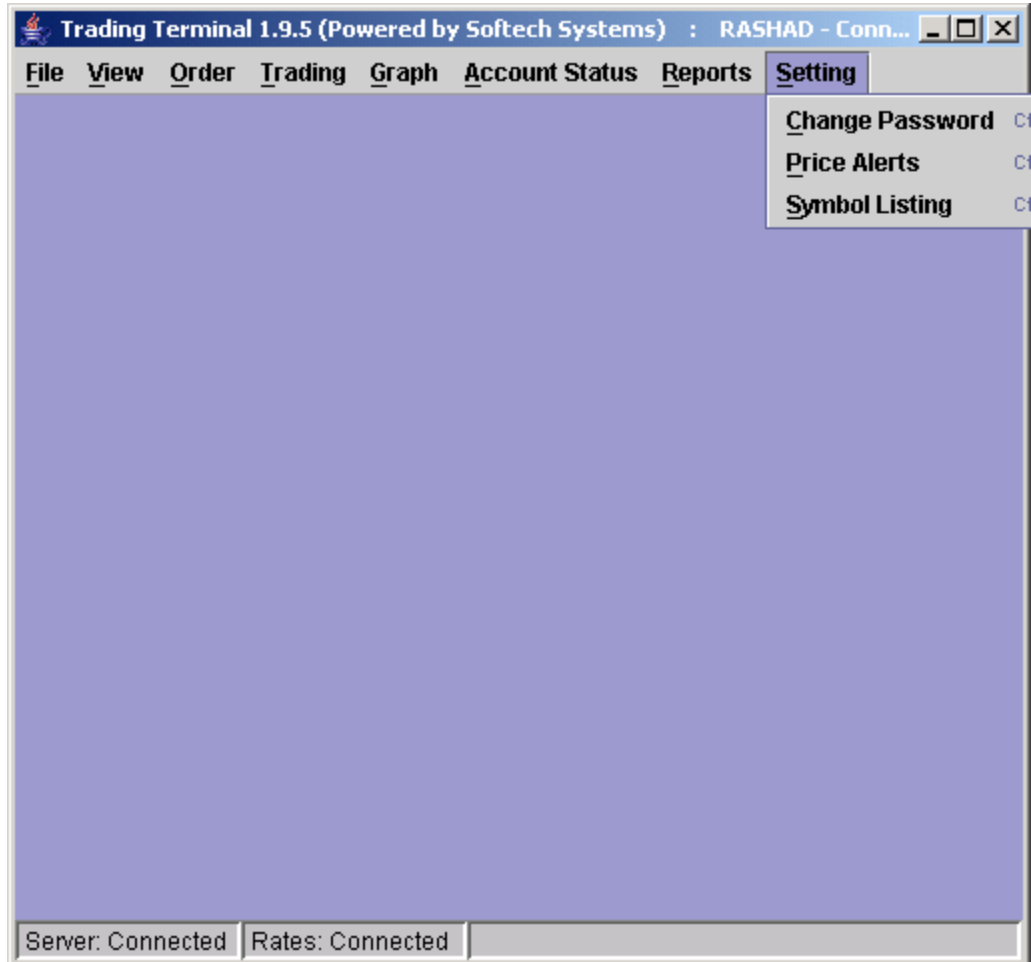 Trading Terminal 1.9.5 (Powered by Softech Systems) : RASHAD - Conn...
File View Order Trading Graph Account Status Reports Setting
Change Password
Price Alerts
Symbol Listing
Server: Connected Rates: Connected